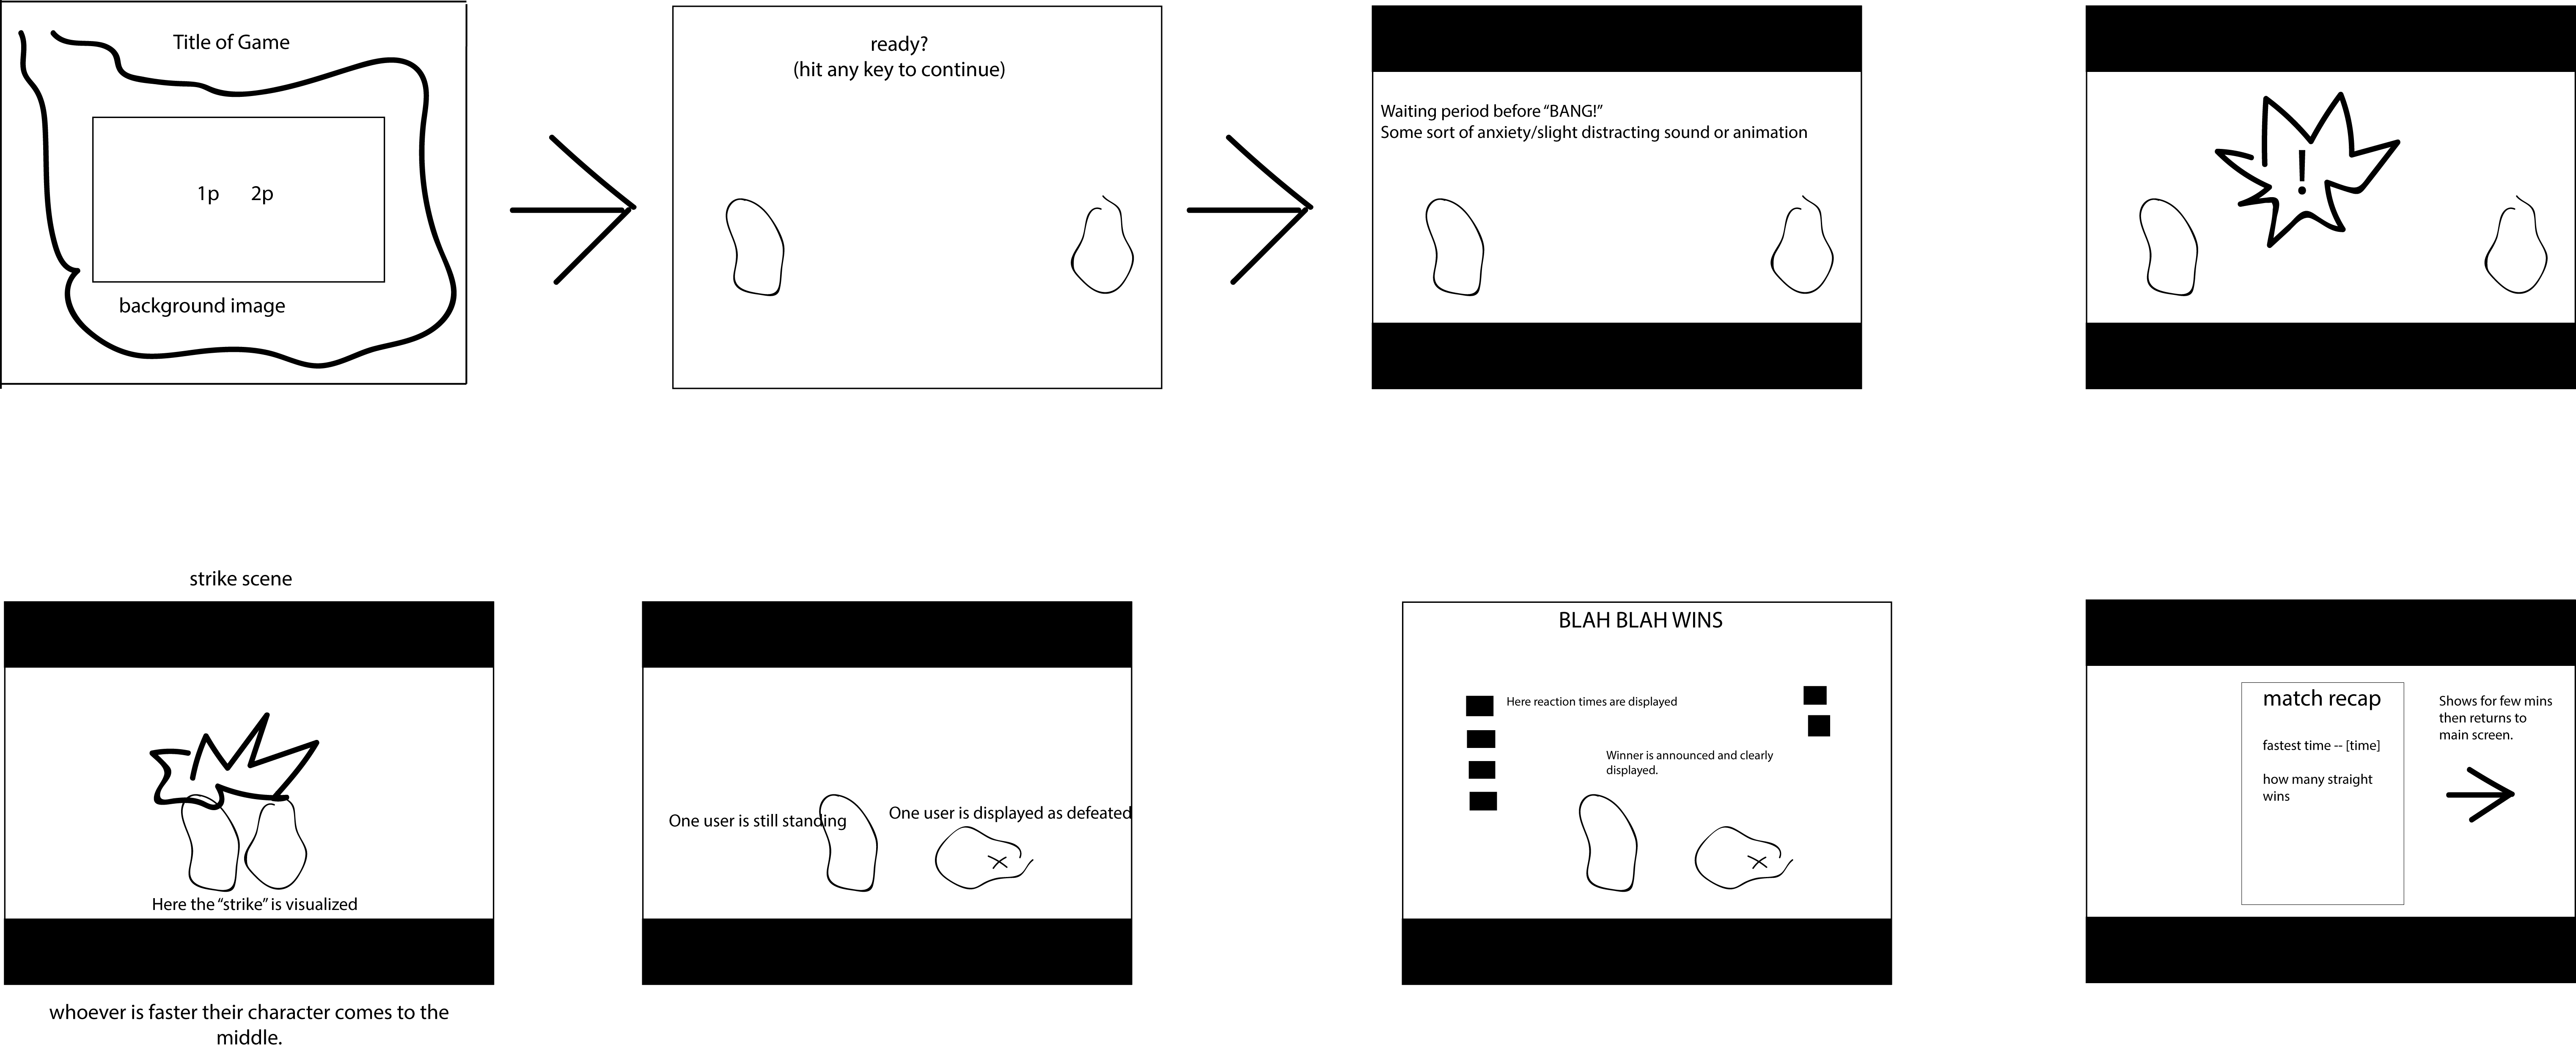 Title of Game
1p 2p
background image
ready?
(hit any key to continue)
Waiting period before “BANG!”
Some sort of anxiety/slight distracting sound or animation
!
strike scene
Here the “strike” is visualized
whoever is faster their character comes to the
middle.
One user is still standing
One user is displayed as defeated
BLAH BLAH WINS
Here reaction times are displayed
Winner is announced and clearly
displayed.
match recap
fastest time -- [time]
how many straight
wins
Shows for few mins
then returns to
main screen.